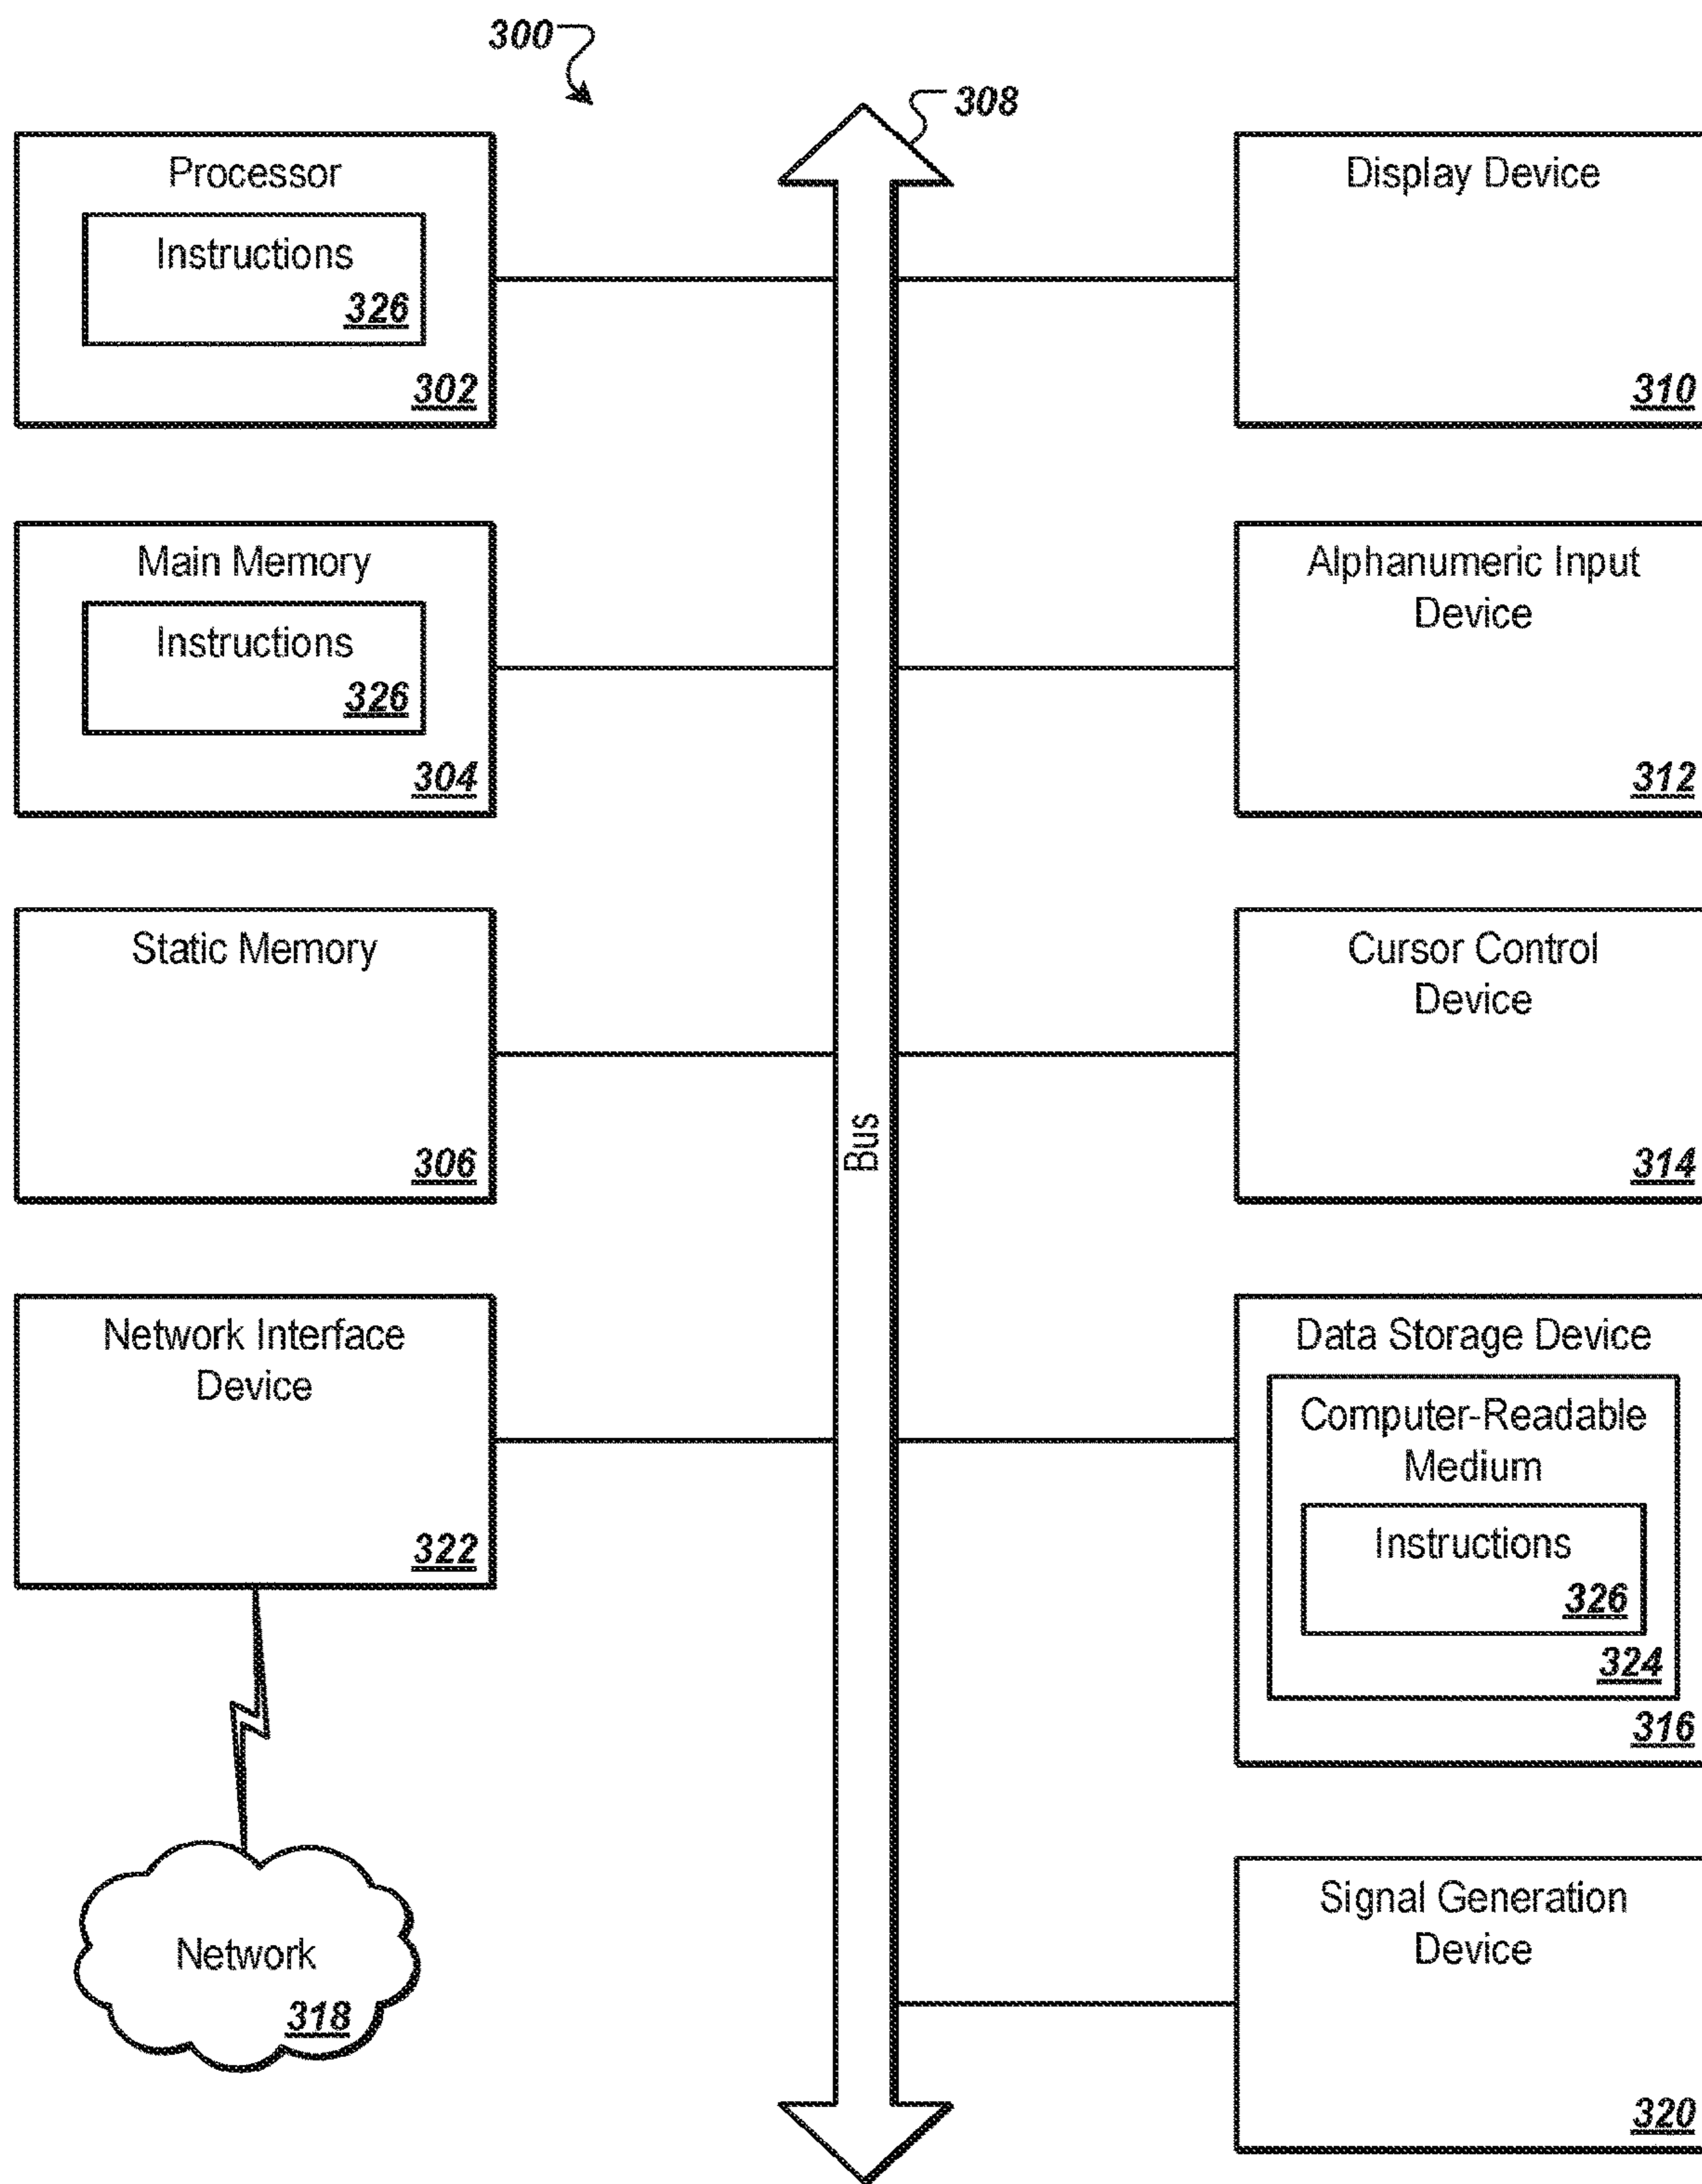 300
308
Processor
Instructions
326
302
Display Device
310
Main Memory
Instructions
326
304
Alphanumeric Input
Device
312
Static Memory
306
Cursor Control
Device
314
Bus
Network Interface
Device
322
Data Storage Device
Computer-Readable
Medium
Instructions
326
324
316
Network
318
Signal Generation
Device
320